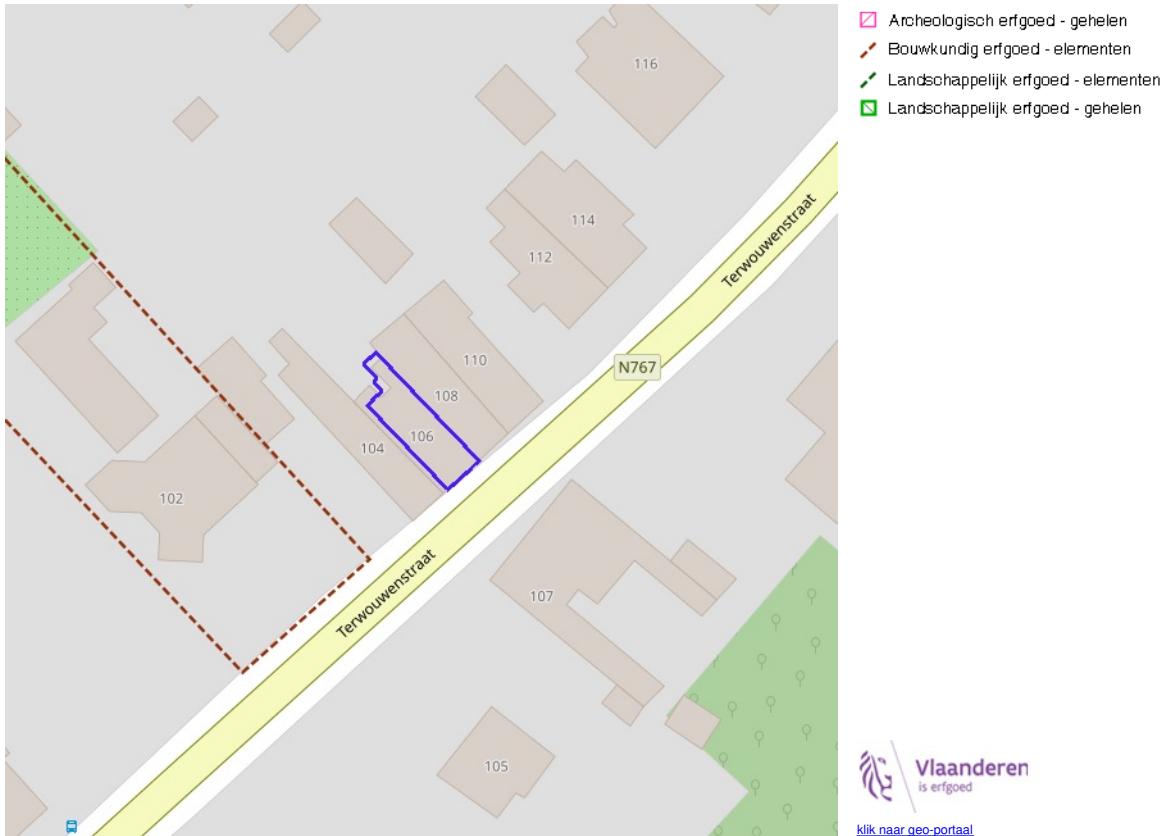 116
114
112
Terwouwenstraat
N767
110
108
106
104
102
107
Terwouwenstraat
105
Archeologisch erfgoed - gehelen
Bouwkundig erfgoed - elementen
Landschappelijk erfgoed - elementen
Landschappelijk erfgoed - gehelen
Vlaanderen
is erfgoed
klik naar geo-portaal